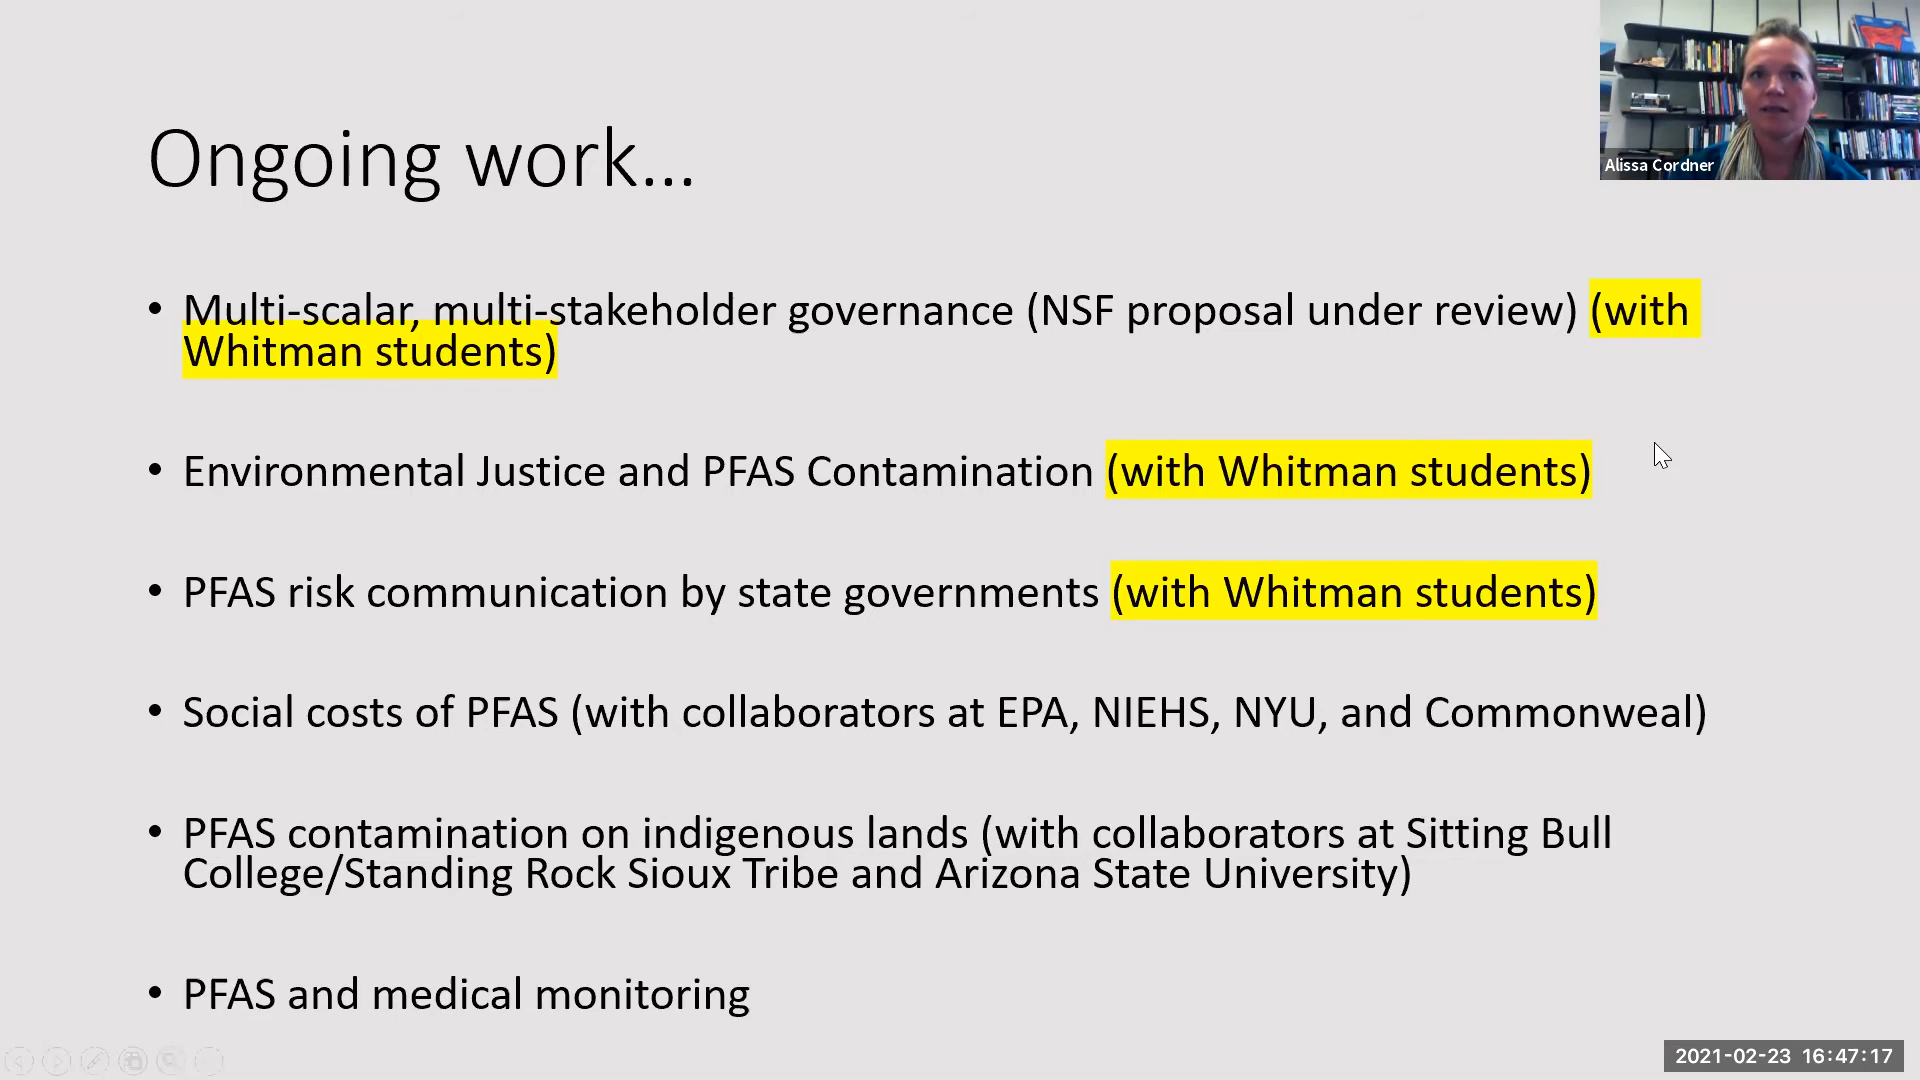 Alissa Cordner
Ongoing work...
• Multi-scalar, multi-stakeholder governance (NSF proposal under review) (with
Whitman students)
• Environmental Justice and PFAS Contamination (with Whitman students)
• PFAS risk communication by state governments (with Whitman students)
• Social costs of PFAS (with collaborators at EPA, NIEHS, NYU, and Commonweal)
• PFAS contamination on indigenous lands (with collaborators at Sitting Bull
College/Standing Rock Sioux Tribe and Arizona State University)
• PFAS and medical monitoring
2021-02-23 16:47:17